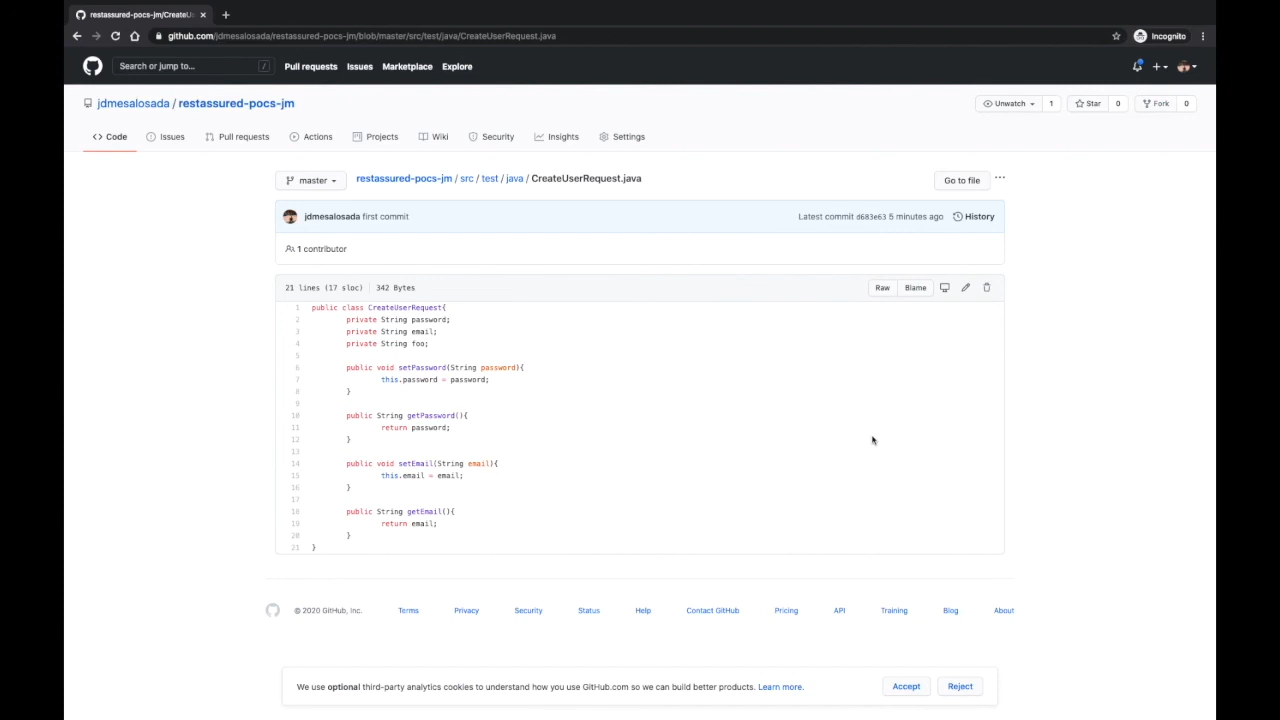 restassured-pocs-jm/CreateUs
github.com/jdmesalosada/restassured-pocs-jm/blob/master/src/test/java/CreateUserRequest.java
Incognito
Search or jump to...
/
Pull requests
Issues
Marketplace
Explore
jdmesalosada / restassured-pocs-jm
Unwatch
1
Star
0
Fork
0
Code
Issues
Pull requests
Actions
Projects
Wiki
Security
Insights
Settings
master
restassured-pocs-jm / src / test / java / CreateUserRequest.java
Go to file
...
jdmesalosada first commit
Latest commit d683e63 5 minutes ago
History
1 contributor
21 lines (17 sloc)
342 Bytes
Raw
Blame
1 public class CreateUserRequest{
2 private String password;
3 private String email;
4 private String foo;
5
6 public void setPassword(String password){
7 this.password = password;
8 }
9
10 public String getPassword(){
11 return password;
12 }
13
14 public void setEmail(String email){
15 this.email = email;
16 }
17
18 public String getEmail(){
19 return email;
20 }
21 }
© 2020 GitHub, Inc.
Terms
Privacy
Security
Status
Help
Contact GitHub
Pricing
API
Training
Blog
About
We use optional third-party analytics cookies to understand how you use GitHub.com so we can build better products. Learn more.
Accept
Reject